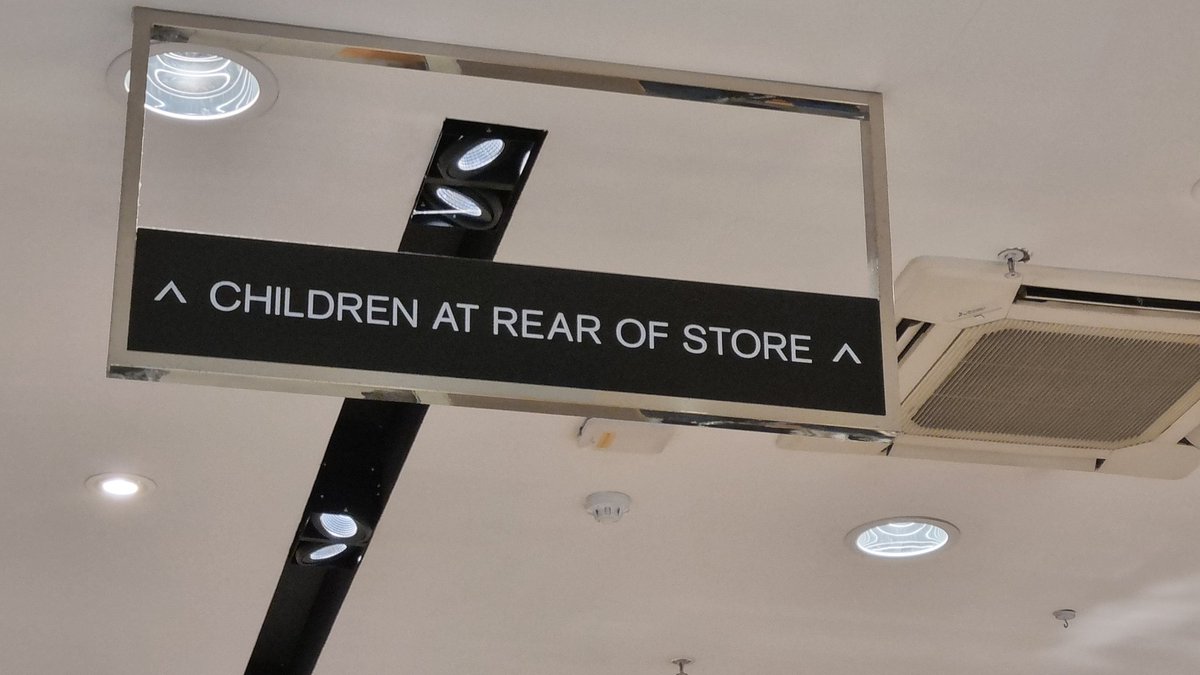 ^ CHILDREN AT REAR OF STORE ^